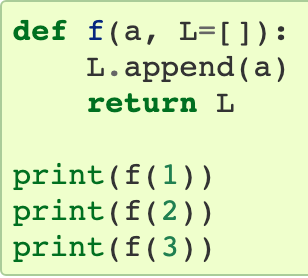 def f(a, L=[]):
    L.append(a)
    return L

print(f(1))
print(f(2))
print(f(3))